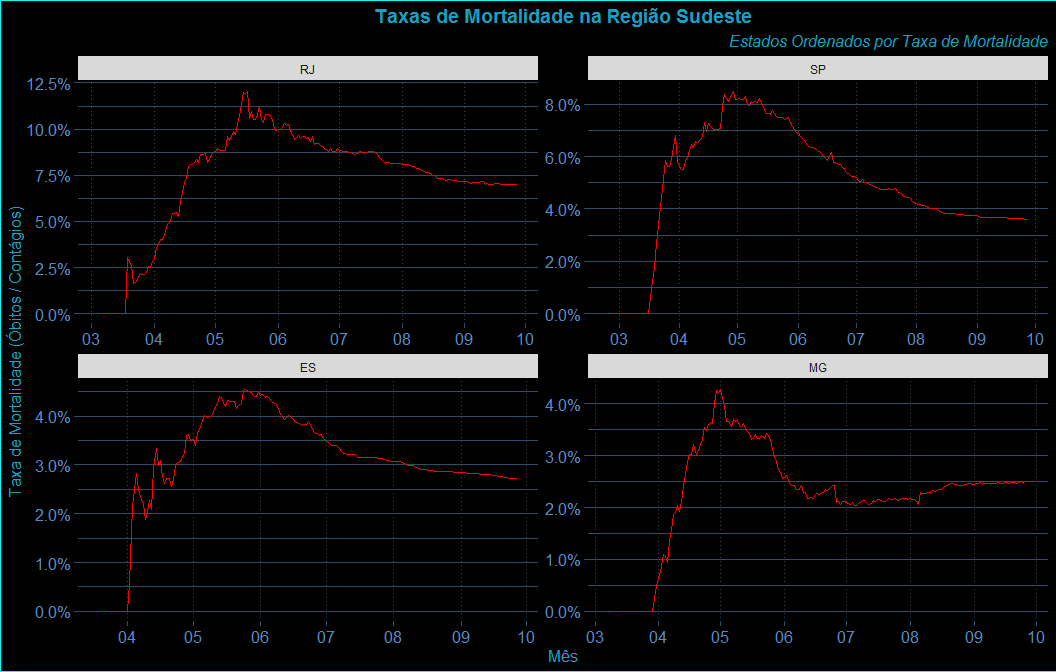 Taxas de Mortalidade na Região Sudeste
Estados Ordenados por Taxa de Mortalidade
Taxa de Mortalidade (Óbitos / Contágios)
RJ
12.5%
10.0%
7.5%
5.0%
2.5%
0.0%
03 04 05 06 07 08 09 10
SP
8.0%
6.0%
4.0%
2.0%
0.0%
03 04 05 06 07 08 09 10
ES
4.0%
3.0%
2.0%
1.0%
0.0%
04 05 06 07 08 09 10
MG
4.0%
3.0%
2.0%
1.0%
0.0%
03 04 05 06 07 08 09 10
Mês